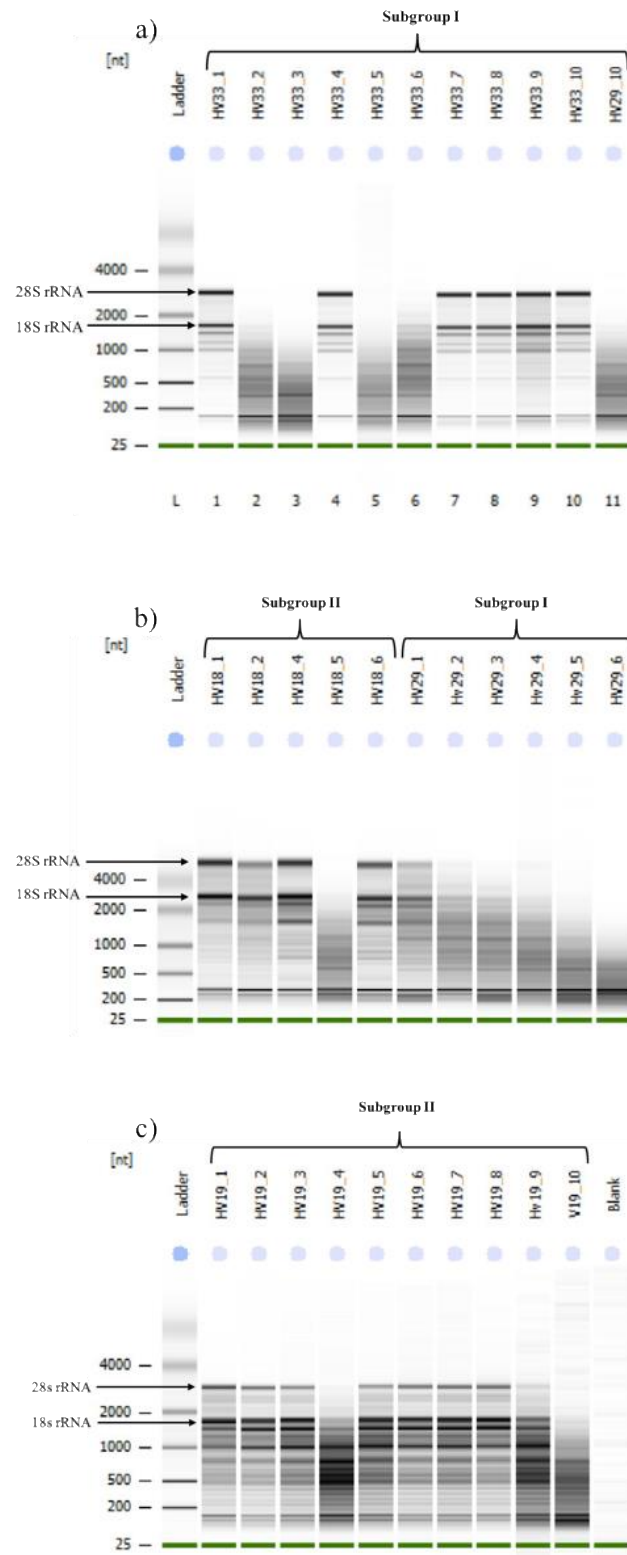 Subgroup I
a)
[nt]
Ladder
HV33_1
HV33_2
HV33_3
HV33_4
HV33_5
HV33_6
HV33_7
HV33_8
HV33_9
HV33_10
HV29_10
4000
28S rRNA
2000
18S rRNA
1000
500
200
25
L 1 2 3 4 5 6 7 8 9 10 11
Subgroup II Subgroup I
b)
[nt]
Ladder
HV18_1
HV18_2
HV18_4
HV18_5
HV18_6
HV29_1
Hv29_2
HV29_3
Hv29_4
Hv29_5
HV29_6
28S rRNA
4000
18S rRNA
2000
1000
500
200
25
Subgroup II
c)
[nt]
Ladder
HV19_1
HV19_2
HV19_3
HV19_4
HV19_5
HV19_6
HV19_7
HV19_8
Hv19_9
V19_10
Blank
4000
28s rRNA
2000
18s rRNA
1000
500
200
25